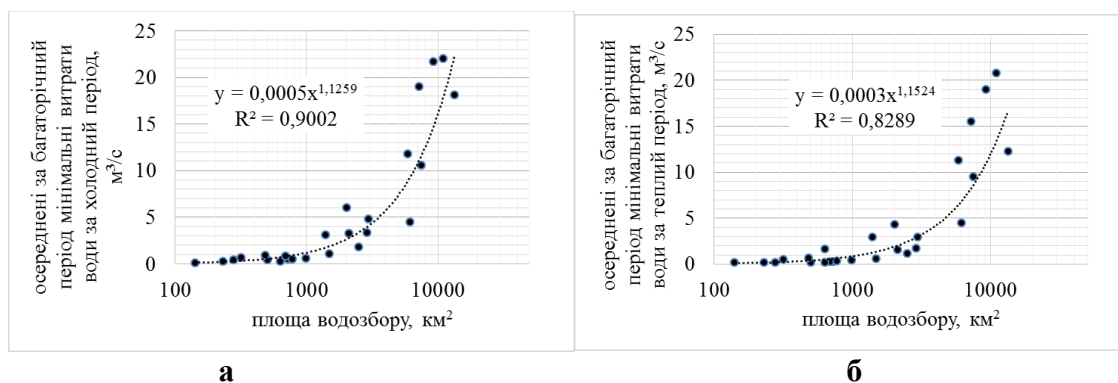 осереднені за багаторічний
період мінімальні витрати
води за холодний період,
м³/с
25
20
15
10
5
0
y = 0,0005x^1,1259
R² = 0,9002
100
1000
10000
площа водозбору, км²
а
осереднені за багаторічний
період мінімальні витрати
води за теплий період, м³/с
25
20
15
10
5
0
y = 0,0003x^1,1524
R² = 0,8289
100
1000
10000
площа водозбору, км²
б